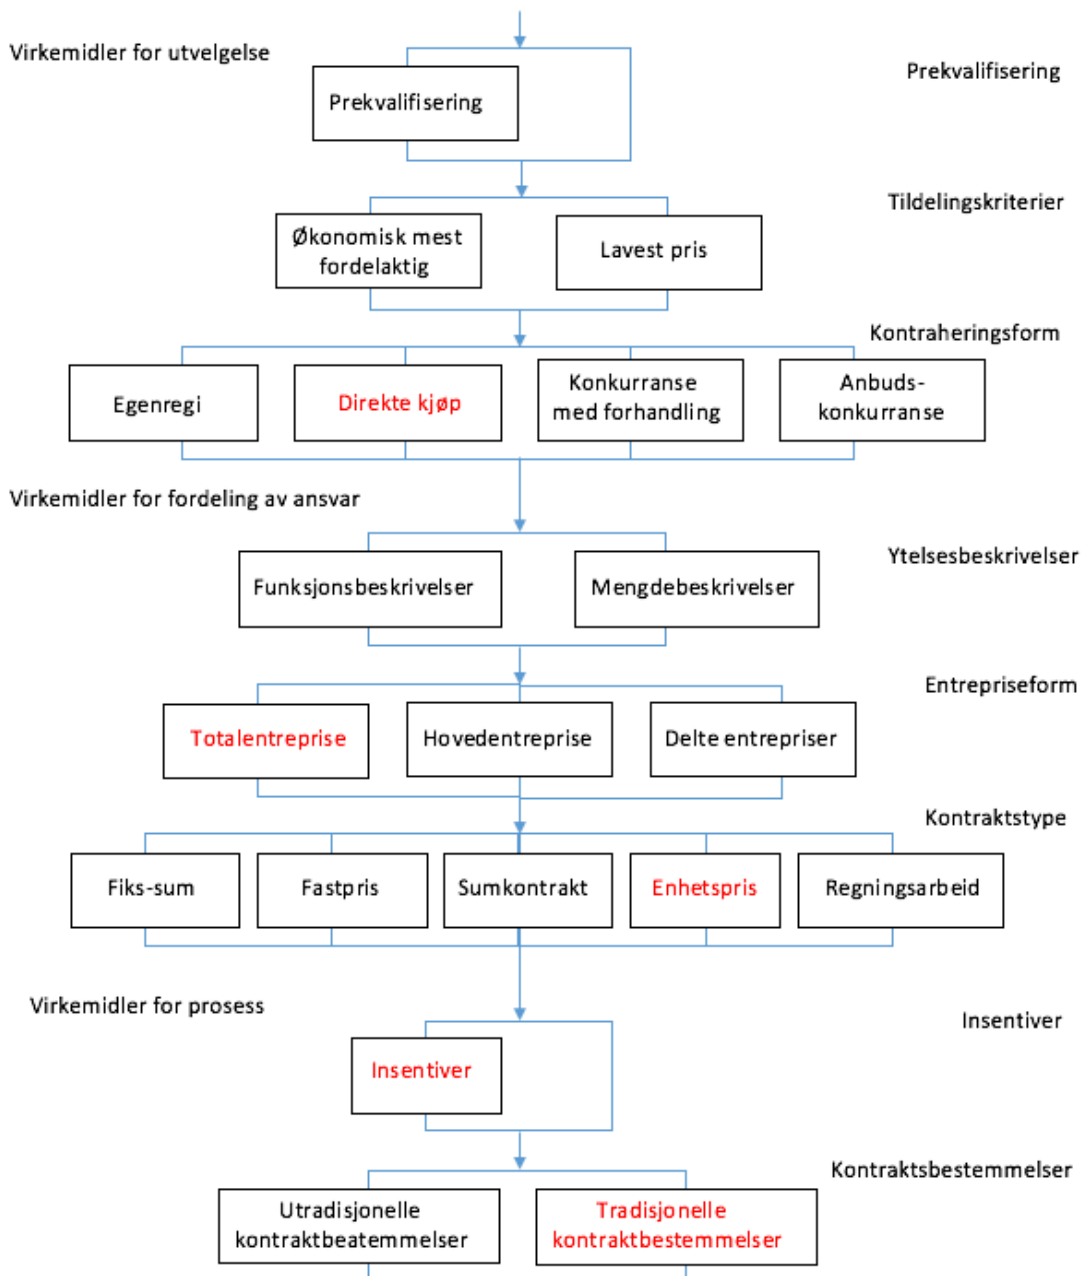 Virkemidler for utvelgelse
Prekvalifisering
Prekvalifisering
Tildelingskriterier
Økonomisk mest
fordelaktig
Lavest pris
Kontraheringsform
Egenregi
Direkte kjøp
Konkurranse
med forhandling
Anbuds-
konkurranse
Virkemidler for fordeling av ansvar
Ytelsesbeskrivelser
Funksjonsbeskrivelser
Mengdebeskrivelser
Entrepriseform
Totalentreprise
Hovedentreprise
Delte entrepriser
Kontraktstype
Fiks-sum
Fastpris
Sumkontrakt
Enhetspris
Regningsarbeid
Virkemidler for prosess
Insentiver
Insentiver
Kontraktsbestemmelser
Utradisjonelle
kontraktbeatemmelser
Tradisjonelle
kontraktbestemmelser